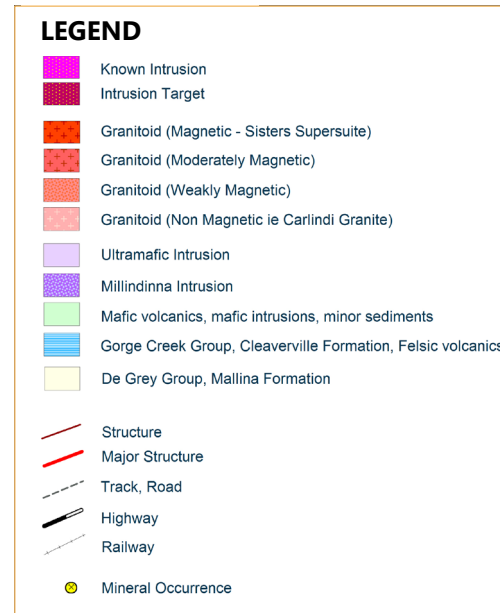 LEGEND
Known Intrusion
Intrusion Target
Granitoid (Magnetic - Sisters Supersuite)
Granitoid (Moderately Magnetic)
Granitoid (Weakly Magnetic)
Granitoid (Non Magnetic ie Carlindi Granite)
Ultramafic Intrusion
Millindinna Intrusion
Mafic volcanics, mafic intrusions, minor sediments
Gorge Creek Group, Cleaverville Formation, Felsic volcanics
De Grey Group, Mallina Formation
Structure
Major Structure
Track, Road
Highway
Railway
Mineral Occurrence